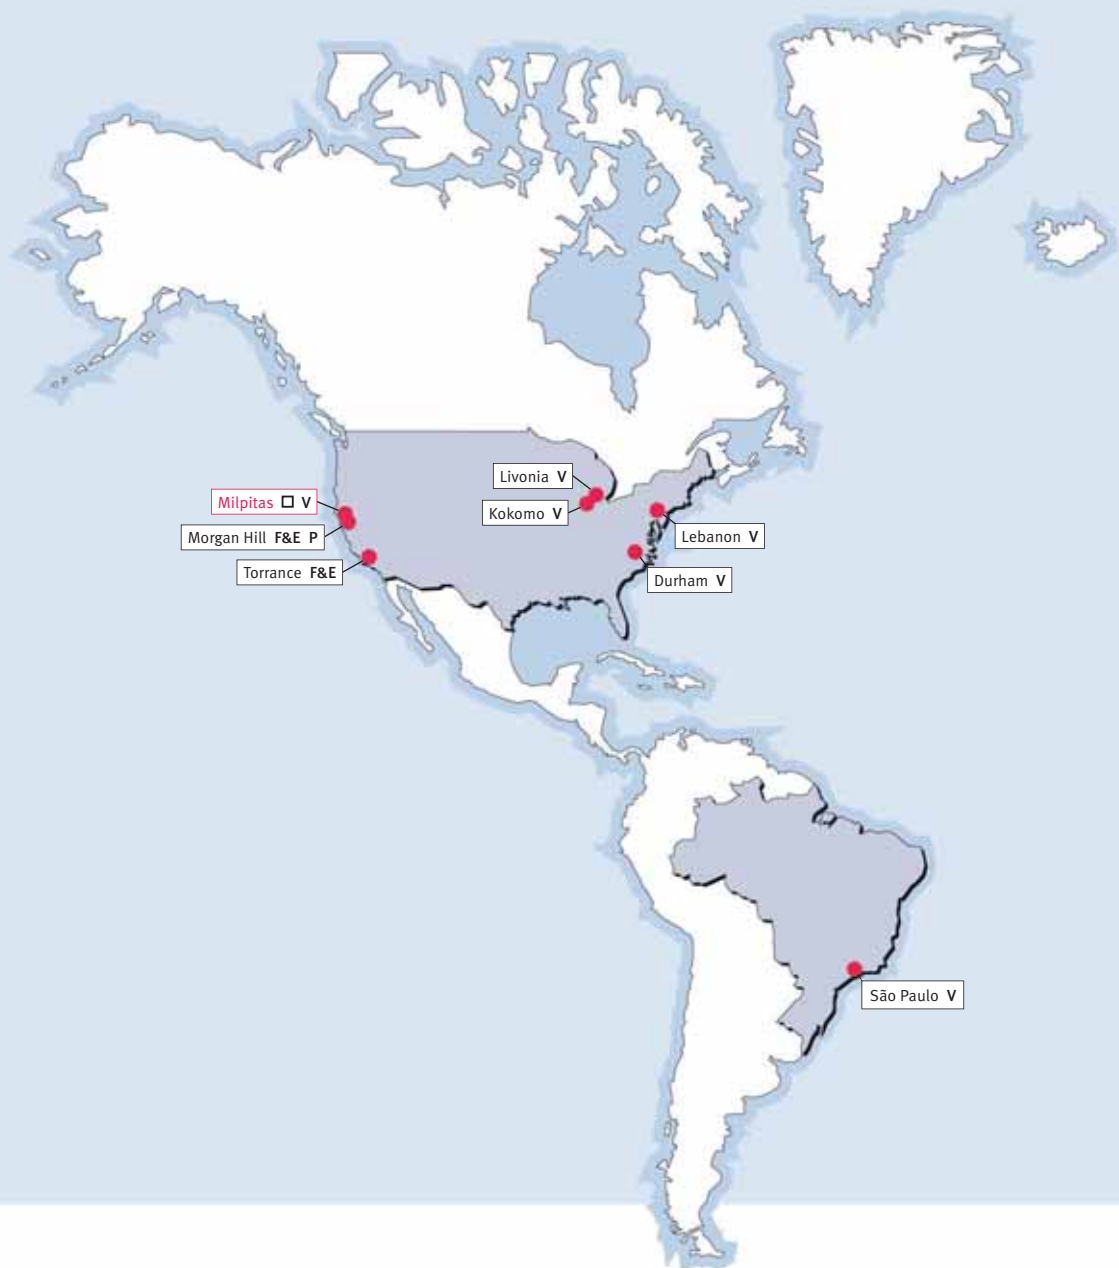 Livonia V
Milpitas □ V
Kokomo V
Morgan Hill F&E P
Lebanon V
Torrance F&E
Durham V
São Paulo V